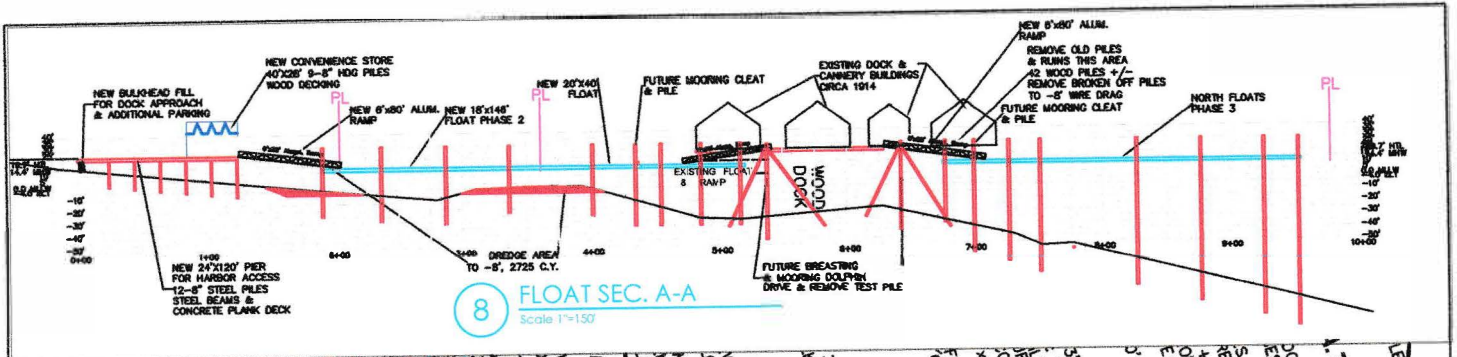 NEW CONVENIENCE STORE
40'X26' 9-8" HDG PILES
WOOD DECKING
NEW BULKHEAD FILL
FOR DOCK APPROACH
& ADDITIONAL PARKING
PL
NEW 6'x80' ALUM.
RAMP
NEW 18'x146'
FLOAT PHASE 2
PL
NEW 20'X40'
FLOAT
FUTURE MOORING CLEAT
& PILE
EXISTING DOCK &
CANNERY BUILDINGS
CIRCA 1914
NEW 6'x80' ALUM.
RAMP
REMOVE OLD PILES
& RUINS THIS AREA
42 WOOD PILES +/-
REMOVE BROKEN OFF PILES
TO -8' WIRE DRAG
FUTURE MOORING CLEAT
& PILE
NORTH FLOATS
PHASE 3
PL
EXISTING FLOAT
& RAMP
WOOD
DOCK
-10'
-20'
-30'
-40'
-50'
0+00
1+00
3+00
4+00
5+00
6+00
7+00
8+00
9+00
10+00
-10'
-20'
-30'
-40'
-50'
NEW 24'X120' PIER
FOR HARBOR ACCESS
12-8" STEEL PILES
STEEL BEAMS &
CONCRETE PLANK DECK
DREDGE AREA
TO -8', 2725 C.Y.
FUTURE BREASTING
& MOORING DOLPHIN
DRIVE & REMOVE TEST PILE
8
FLOAT SEC. A-A
Scale 1"=150'